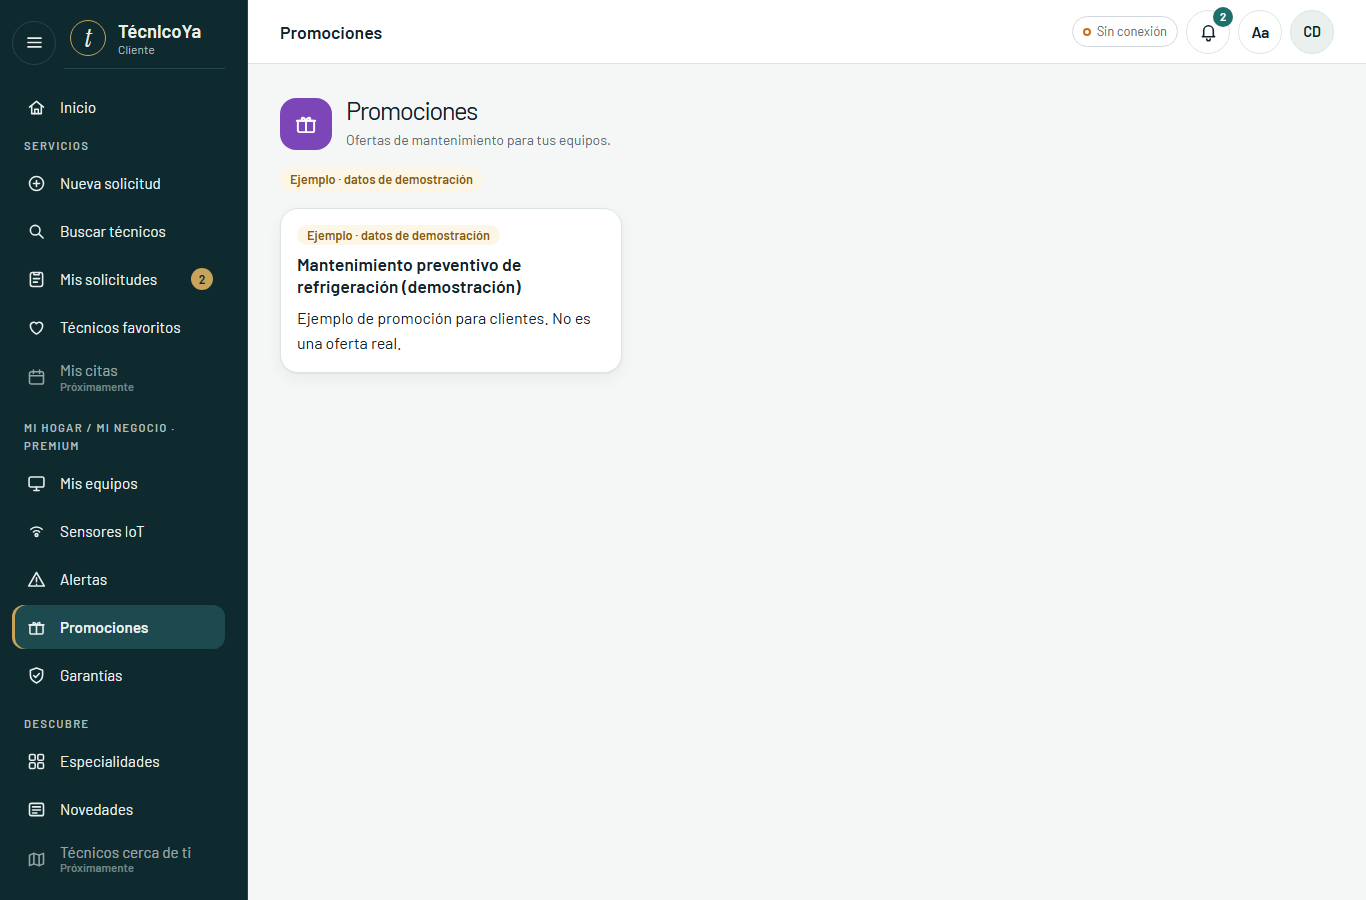 t
TécnicoYa
Cliente
Inicio
SERVICIOS
Nueva solicitud
Buscar técnicos
Mis solicitudes
2
Técnicos favoritos
Mis citas
Próximamente
MI HOGAR / MI NEGOCIO ·
PREMIUM
Mis equipos
Sensores IoT
Alertas
Promociones
Garantías
DESCUBRE
Especialidades
Novedades
Técnicos cerca de ti
Próximamente
Promociones
Sin conexión
2
Aa
CD
Promociones
Ofertas de mantenimiento para tus equipos.
Ejemplo · datos de demostración
Ejemplo · datos de demostración
Mantenimiento preventivo de
refrigeración (demostración)
Ejemplo de promoción para clientes. No es
una oferta real.